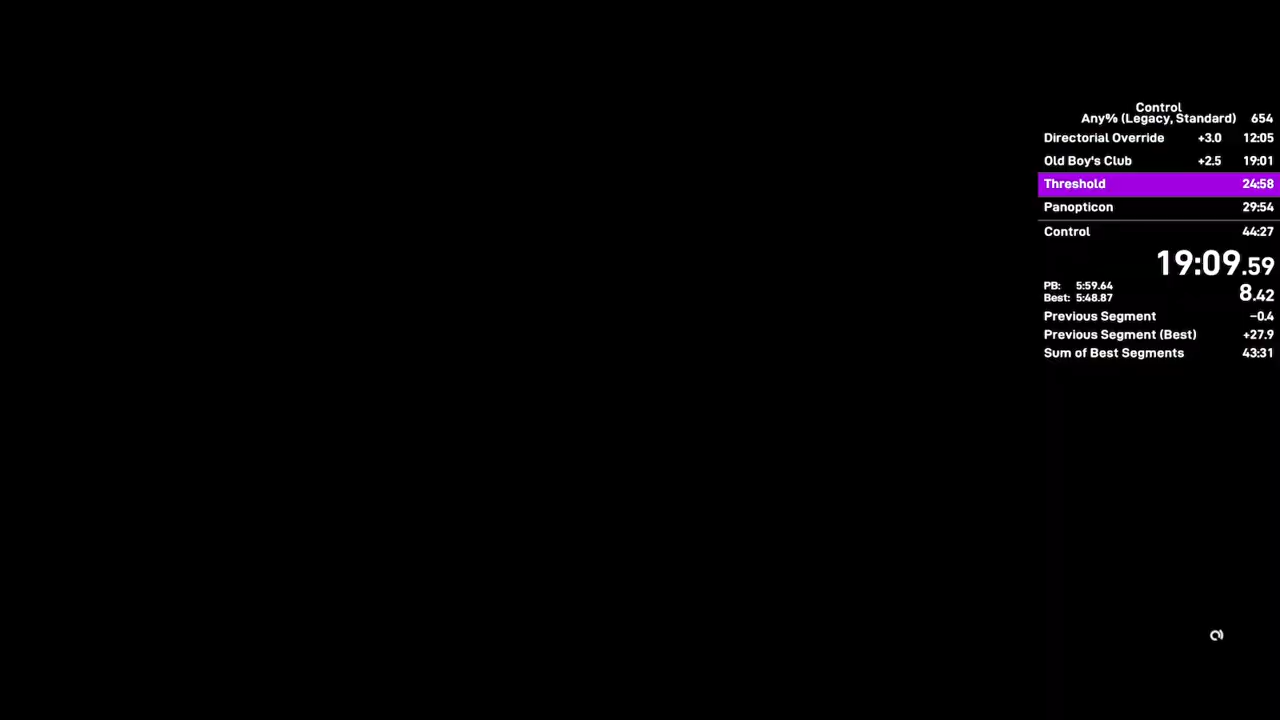 Control
Any% (Legacy, Standard) 654
Directorial Override +3.0 12:05
Old Boy's Club +2.5 19:01
Threshold 24:58
Panopticon 29:54
Control 44:27
19:09.59
PB: 5:59.64
Best: 5:48.87
8.42
Previous Segment −0.4
Previous Segment (Best) +27.9
Sum of Best Segments 43:31